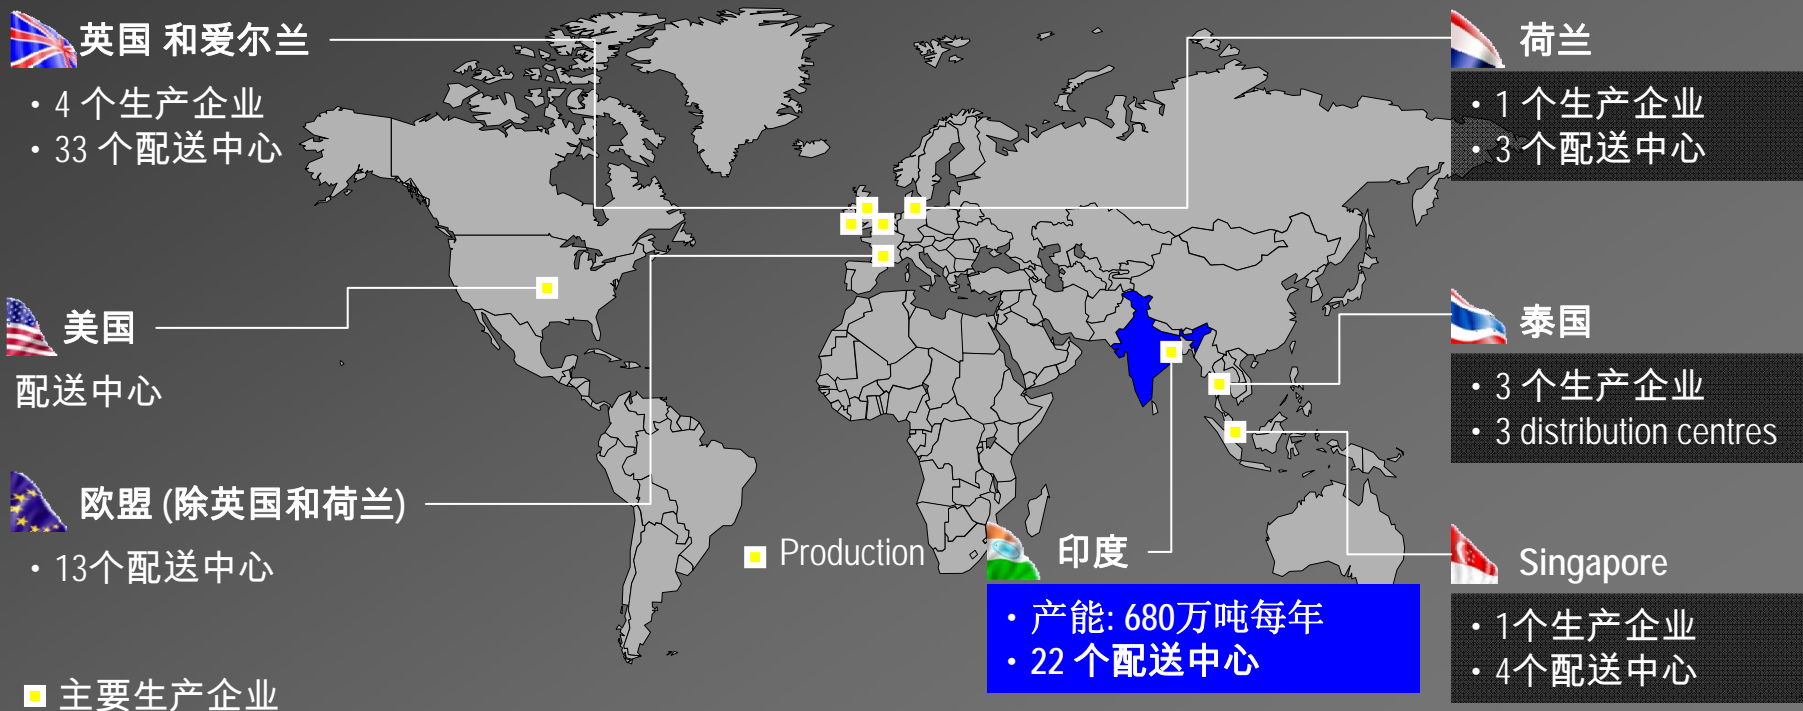 英国 和爱尔兰
• 4 个生产企业
• 33 个配送中心
美国
配送中心
欧盟 (除英国和荷兰)
• 13个配送中心
主要生产企业
Production
印度
• 产能: 680万吨每年
• 22 个配送中心
荷兰
• 1 个生产企业
• 3 个配送中心
泰国
• 3 个生产企业
• 3 distribution centres
Singapore
• 1个生产企业
• 4个配送中心